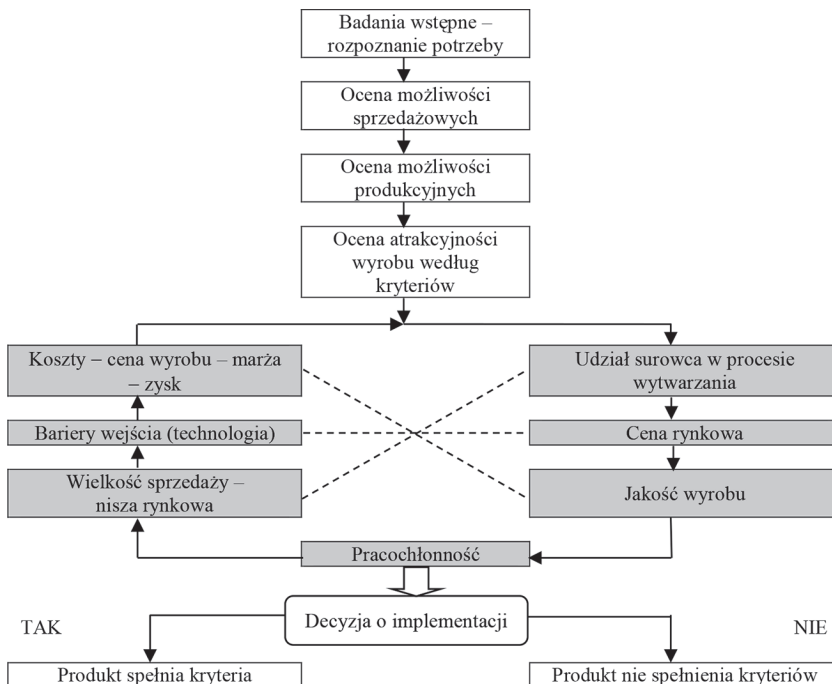 Badania wstępne –
rozpoznanie potrzeby
Ocena możliwości
sprzedażowych
Ocena możliwości
produkcyjnych
Ocena atrakcyjności
wyrobu według
kryteriów
Koszty – cena wyrobu – marża
– zysk
Udział surowca w procesie
wytwarzania
Bariery wejścia (technologia)
Cena rynkowa
Wielkość sprzedaży –
nisza rynkowa
Jakość wyrobu
Pracochłonność
Decyzja o implementacji
TAK
NIE
Produkt spełnia kryteria
Produkt nie spełnienia kryteriów